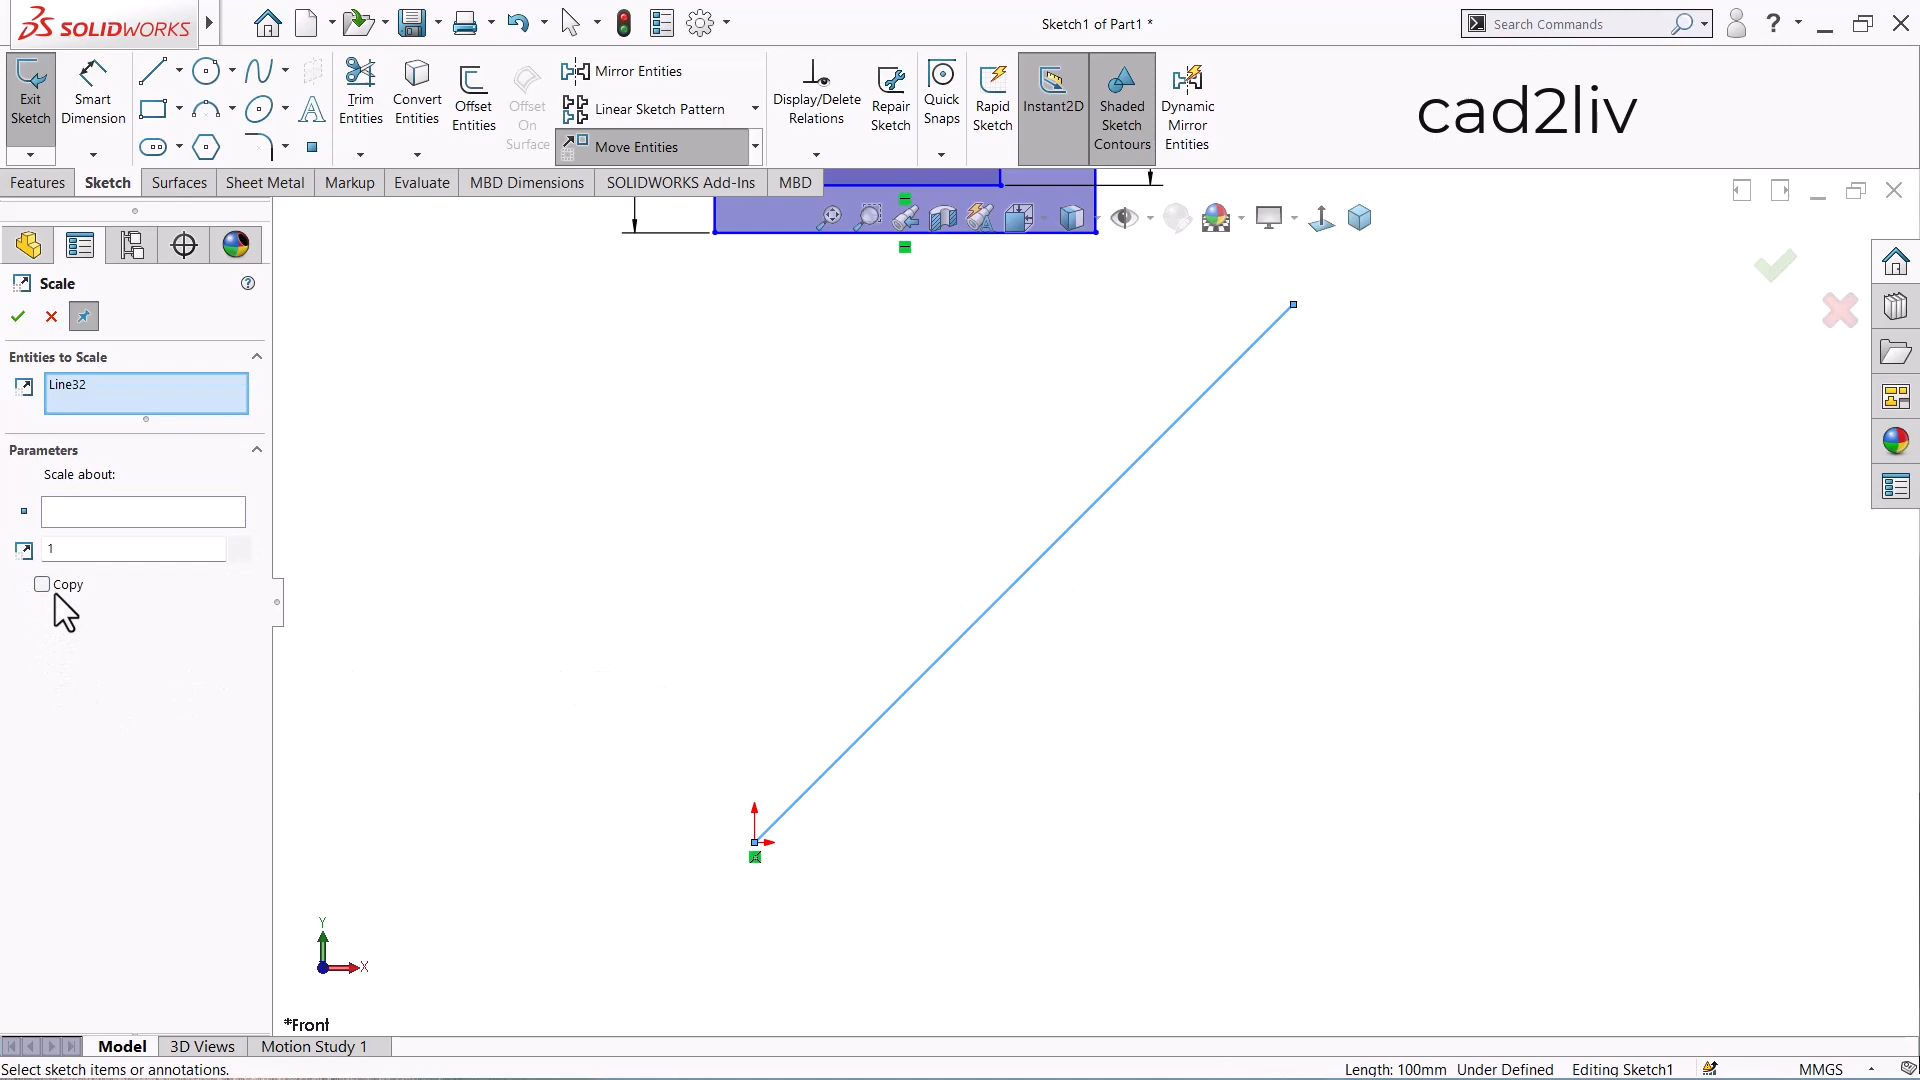 SOLIDWORKS
Sketch1 of Part1 *
Search Commands
?
Exit
Sketch
Smart
Dimension
Trim
Entities
Convert
Entities
Offset
Entities
Offset
On
Surface
Mirror Entities
Linear Sketch Pattern
Move Entities
Display/Delete
Relations
Repair
Sketch
Quick
Snaps
Rapid
Sketch
Instant2D
Shaded
Sketch
Contours
Dynamic
Mirror
Entities
cad2liv
Features
Sketch
Surfaces
Sheet Metal
Markup
Evaluate
MBD Dimensions
SOLIDWORKS Add-Ins
MBD
Scale
?
Entities to Scale
Line32
Parameters
Scale about:
1
Copy
Y
X
*Front
Model
3D Views
Motion Study 1
Select sketch items or annotations.
Length: 100mm
Under Defined
Editing Sketch1
MMGS